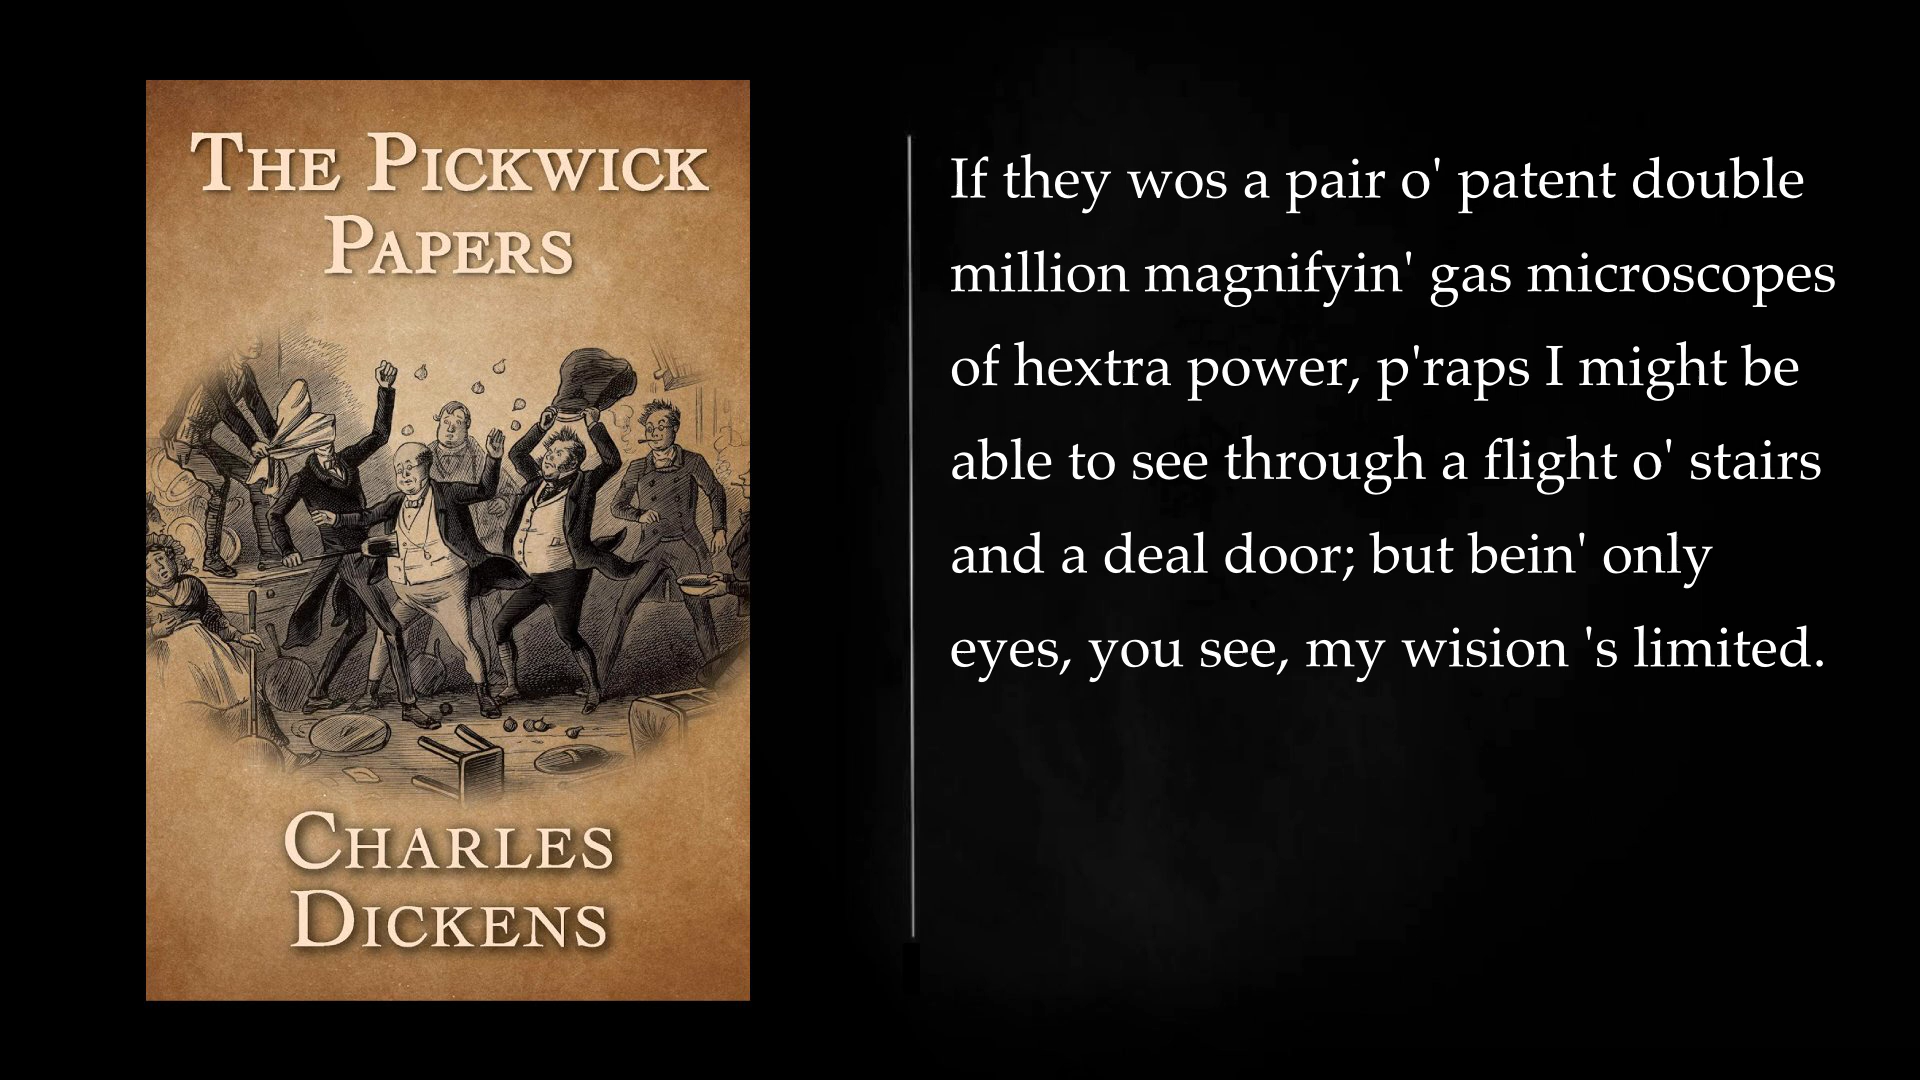 THE PICKWICK
PAPERS
CHARLES
DICKENS
If they wos a pair o' patent double
million magnifyin' gas microscopes
of hextra power, p'raps I might be
able to see through a flight o' stairs
and a deal door; but bein' only
eyes, you see, my wision 's limited.